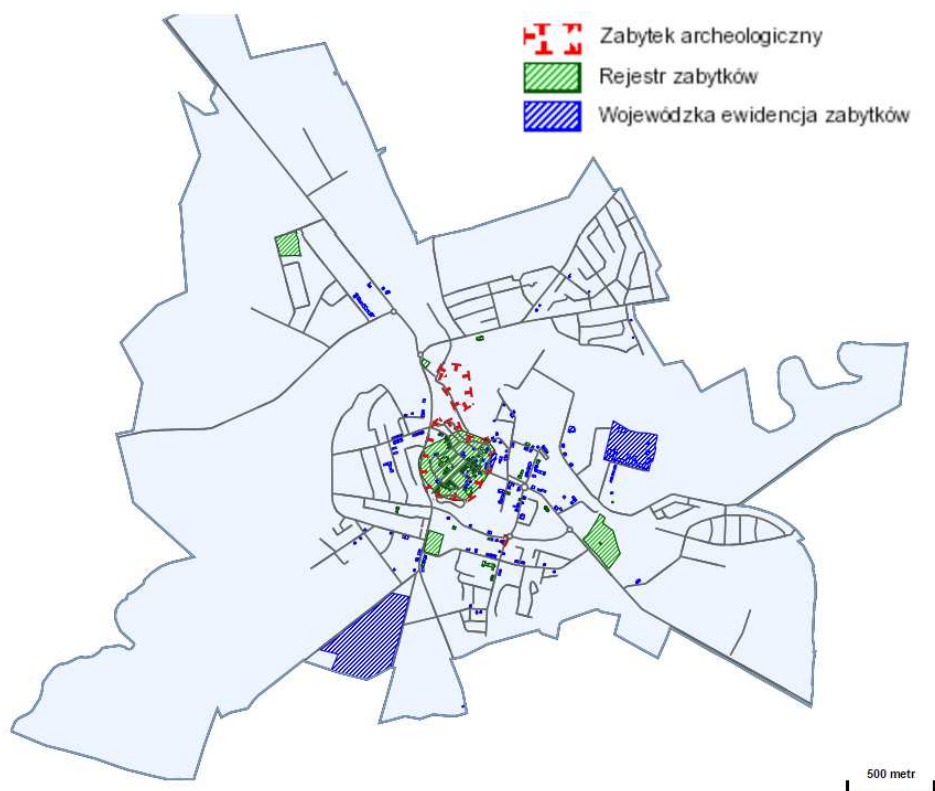 Zabytek archeologiczny
Rejestr zabytków
Wojewódzka ewidencja zabytków
500 metr